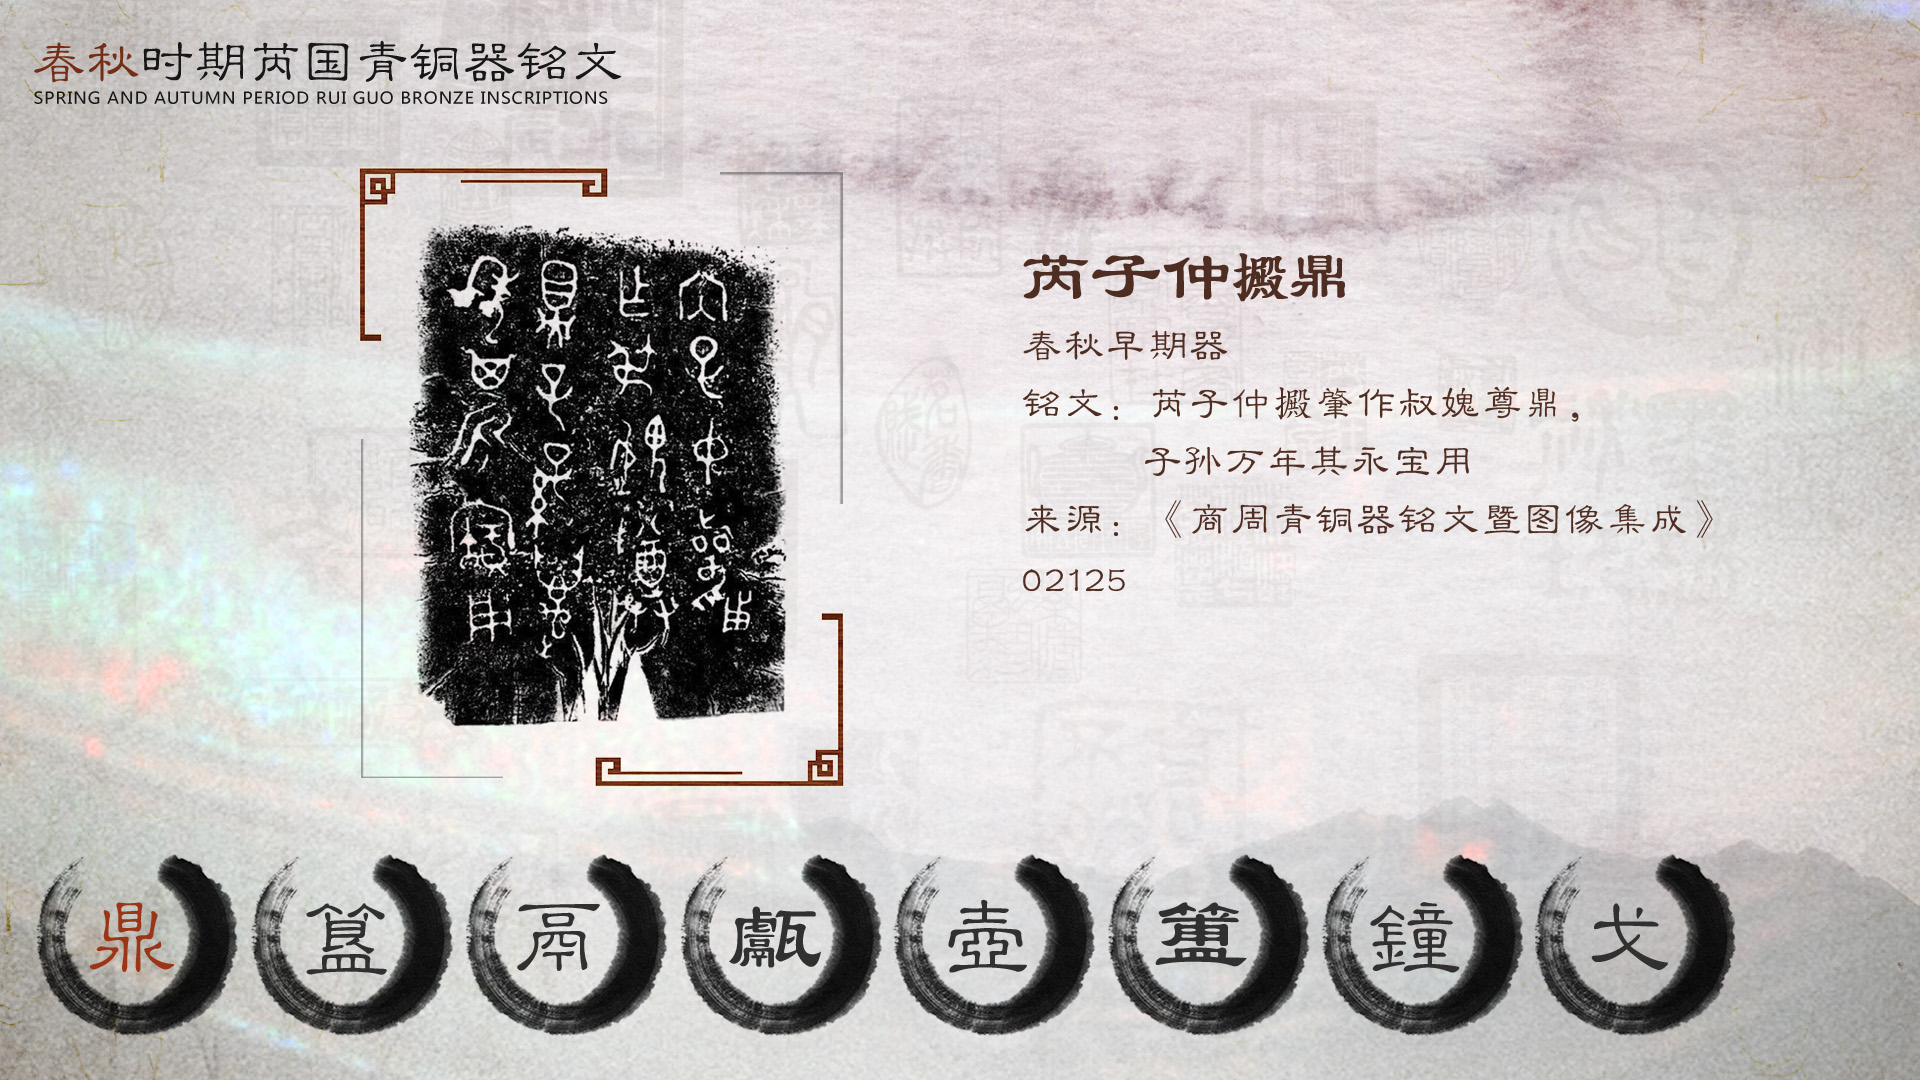 春秋时期芮国青铜器铭文
SPRING AND AUTUMN PERIOD RUI GUO BRONZE INSCRIPTIONS
芮子仲搬鼎
春秋早期器
铭文：芮子仲搬肇作叔媿尊鼎，
子孙万年其永宝用
来源：《商周青铜器铭文暨图像集成》
02125
鼎
簋
鬲
甗
壶
簠
鐘
戈